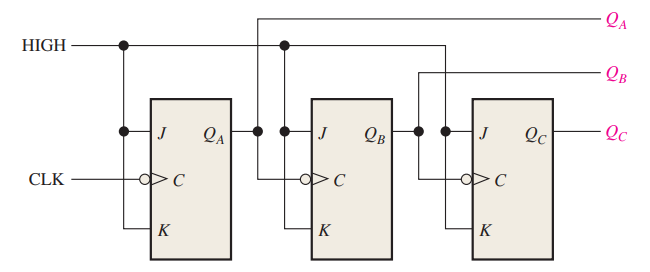 Q_A
HIGH
Q_B
J Q_A J Q_B J Q_C Q_C
CLK C C C
K K K